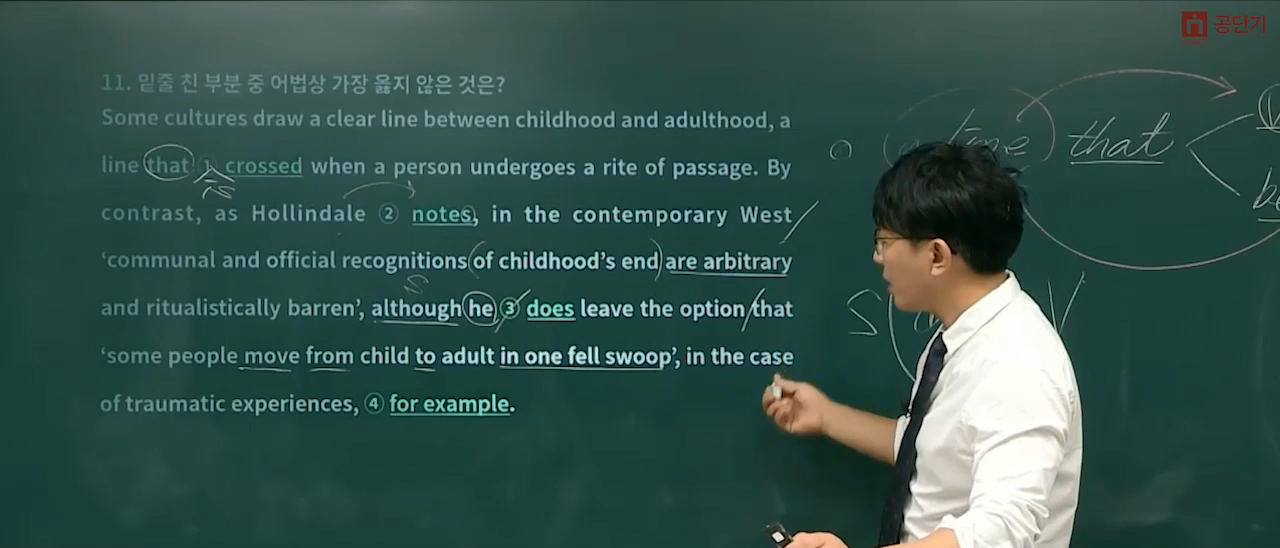 공단기
11. 밑줄 친 부분 중 어법상 가장 옳지 않은 것은?
Some cultures draw a clear line between childhood and adulthood, a
line that ① crossed when a person undergoes a rite of passage. By
is
contrast, as Hollindale ② notes, in the contemporary West
‘communal and official recognitions of childhood’s end are arbitrary
S
and ritualistically barren’, although he ③ does leave the option that
‘some people move from child to adult in one fell swoop’, in the case
of traumatic experiences, ④ for example.
that
S
V